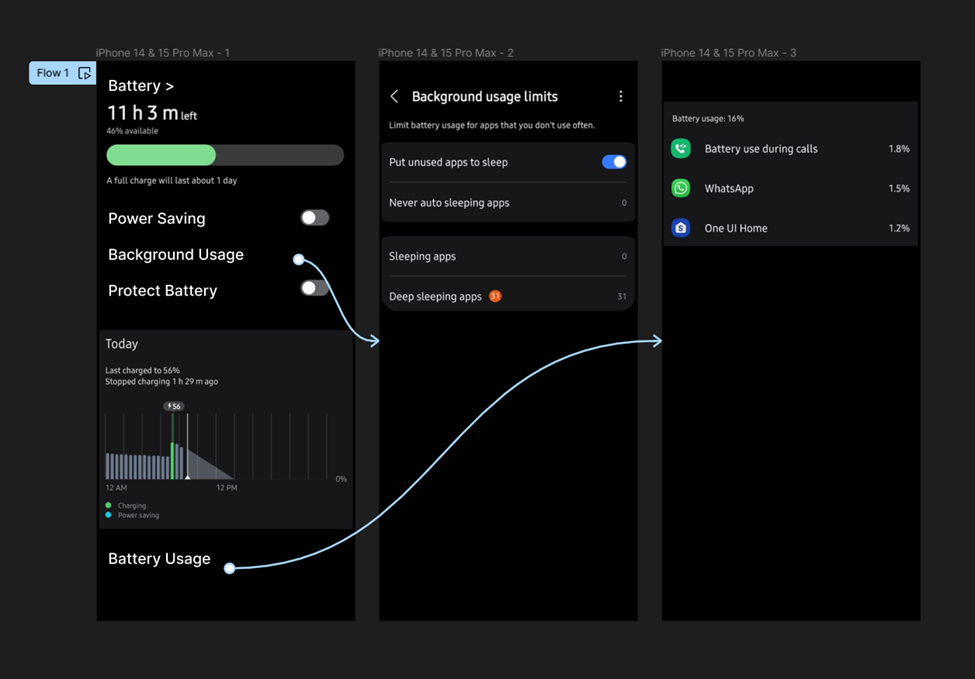 iPhone 14 & 15 Pro Max - 1
Flow 1
Battery >
11 h 3 m left
46% available
A full charge will last about 1 day
Power Saving
Background Usage
Protect Battery
Today
Last charged to 56%
Stopped charging 1 h 29 m ago
56
0%
12 AM 12 PM
Charging
Power saving
Battery Usage
iPhone 14 & 15 Pro Max - 2
Background usage limits
Limit battery usage for apps that you don't use often.
Put unused apps to sleep
Never auto sleeping apps 0
Sleeping apps 0
Deep sleeping apps 31 31
iPhone 14 & 15 Pro Max - 3
Battery usage: 16%
Battery use during calls 1.8%
WhatsApp 1.5%
One UI Home 1.2%